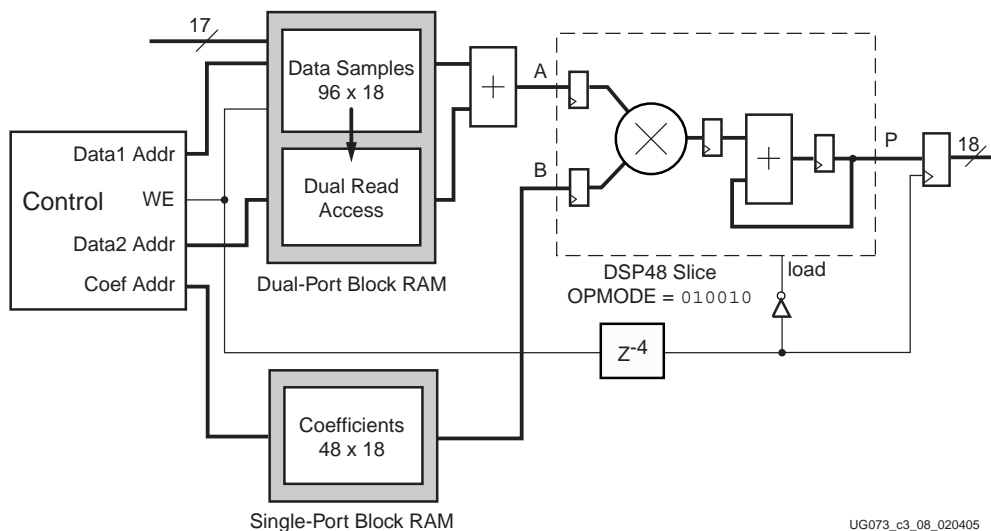 17
Data Samples
96 x 18
Dual Read
Access
Dual-Port Block RAM
+
Control
Data1 Addr
WE
Data2 Addr
Coef Addr
A
B
+
P
18
DSP48 Slice
OPMODE = 010010
load
Z-4
Coefficients
48 x 18
Single-Port Block RAM
UG073_c3_08_020405